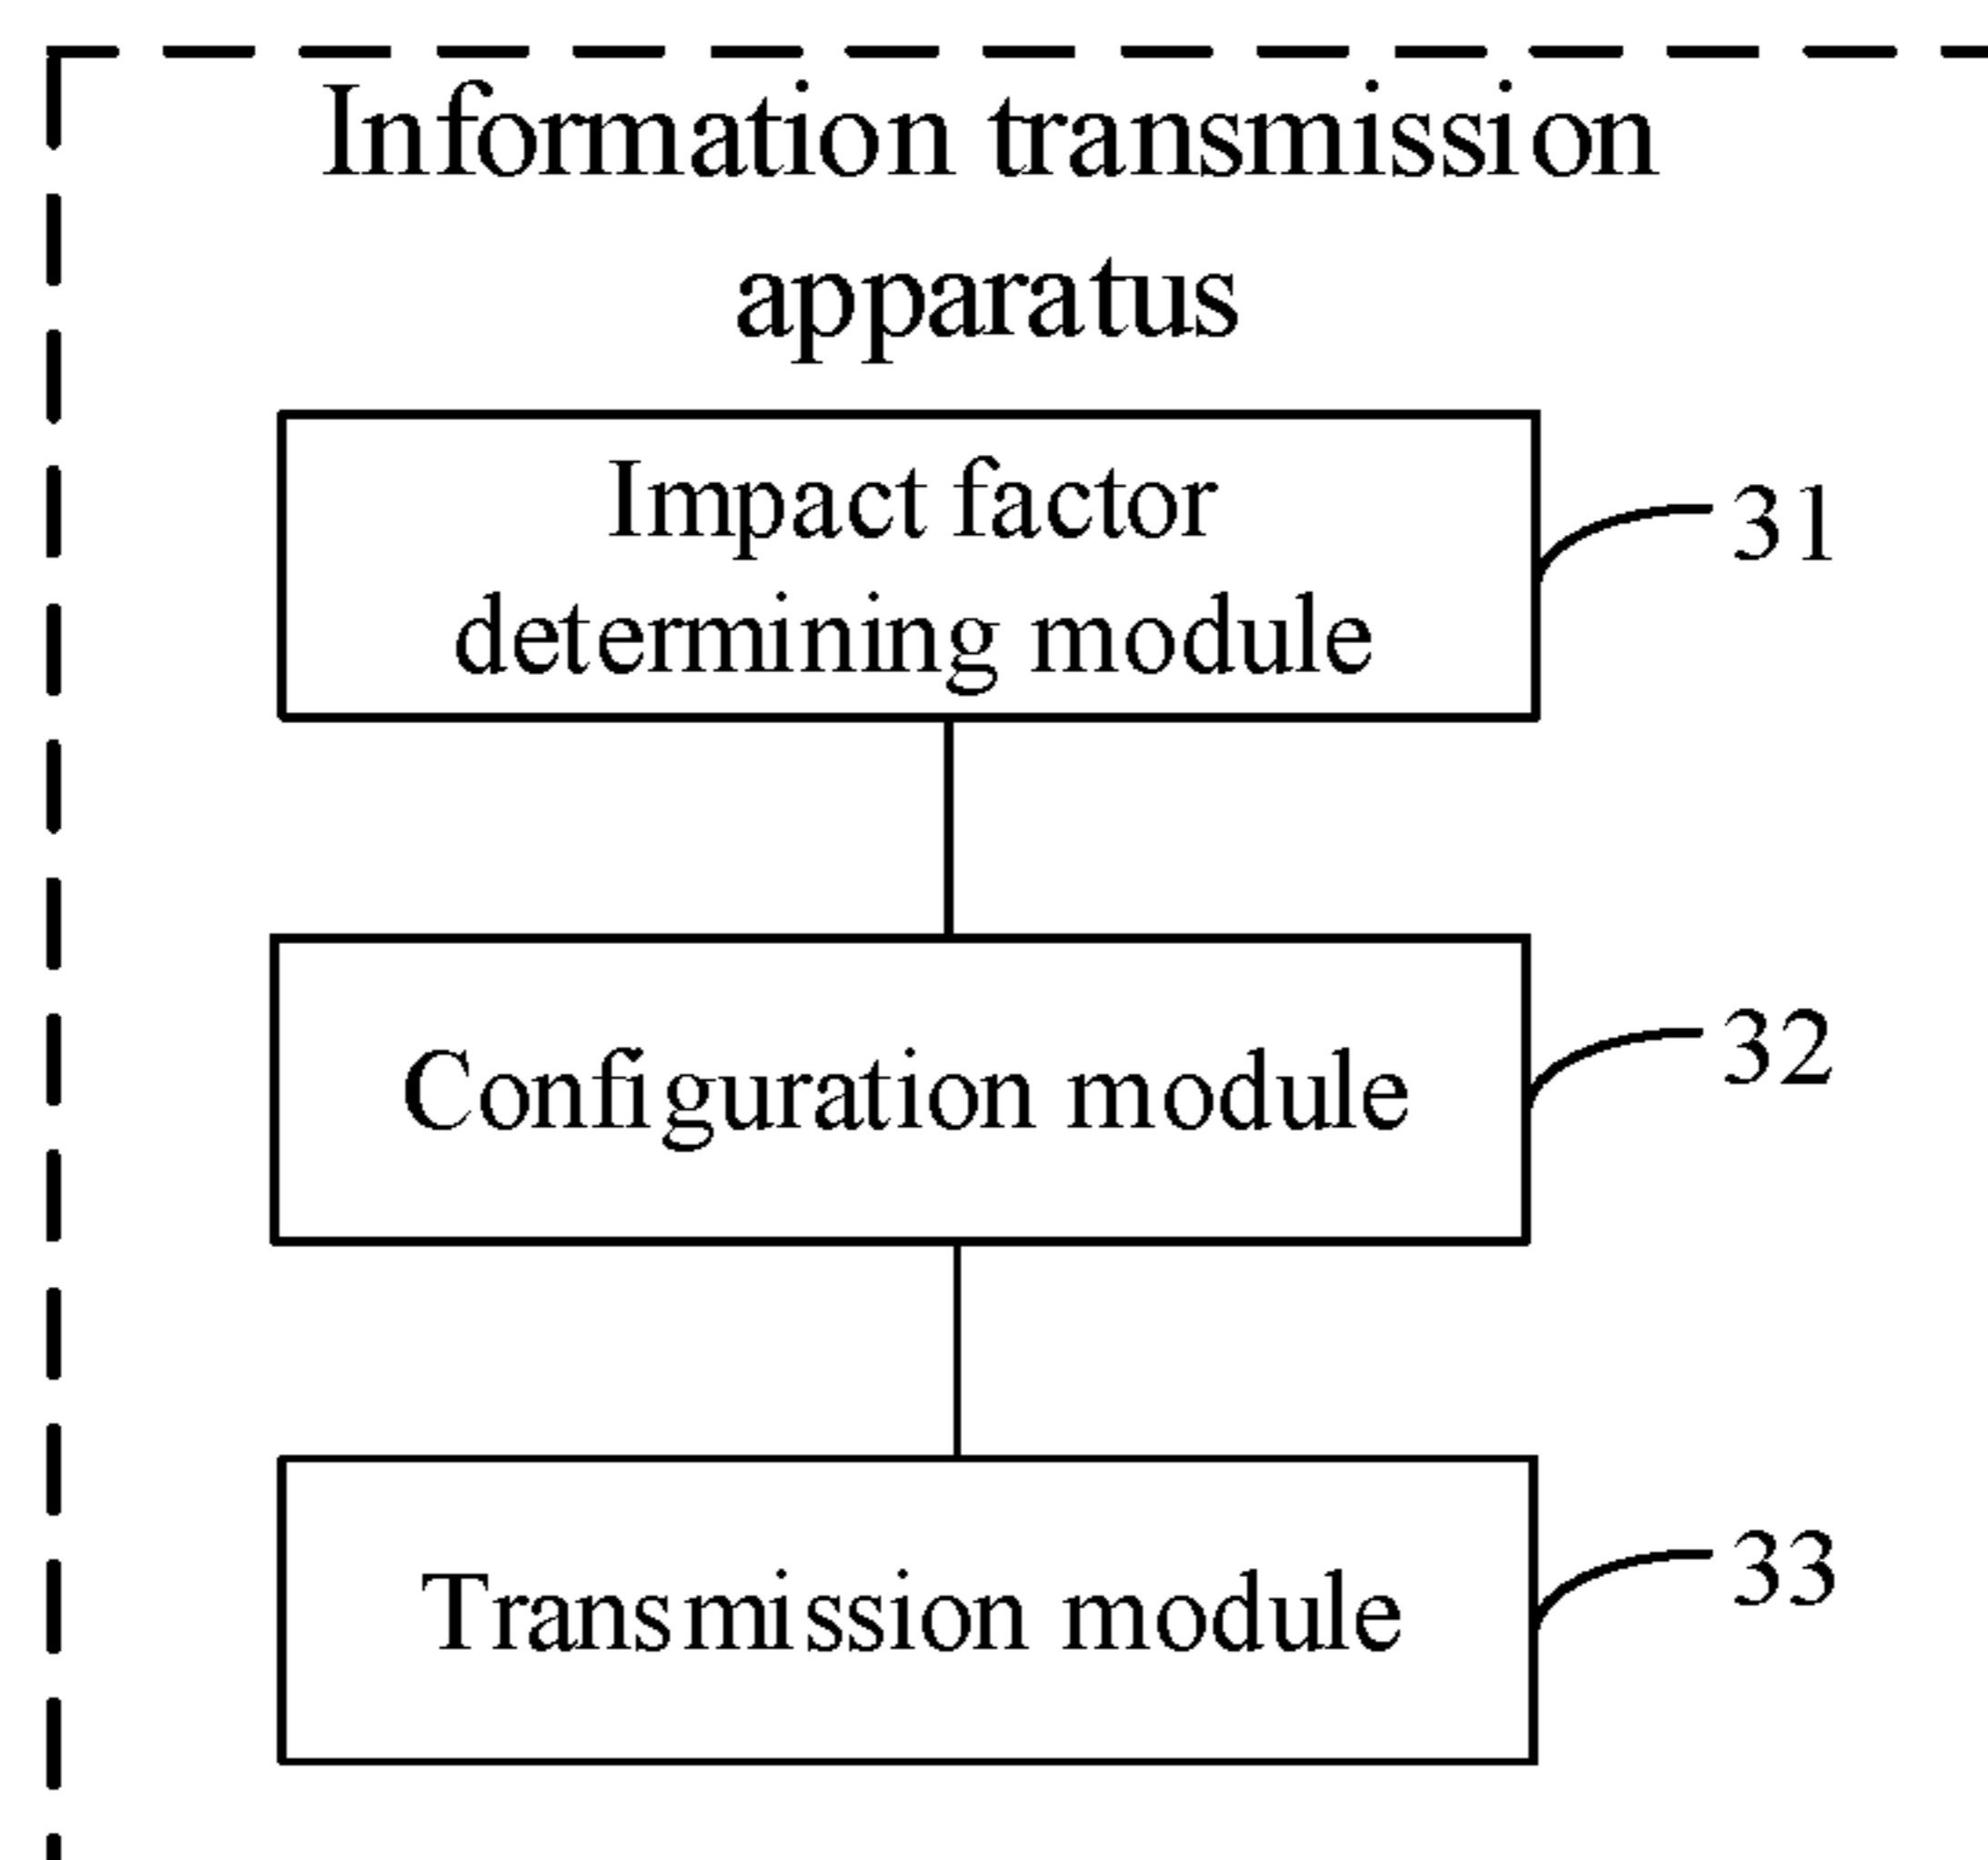 Information transmission
apparatus
Impact factor
determining module
31
Configuration module
32
Transmission module
33